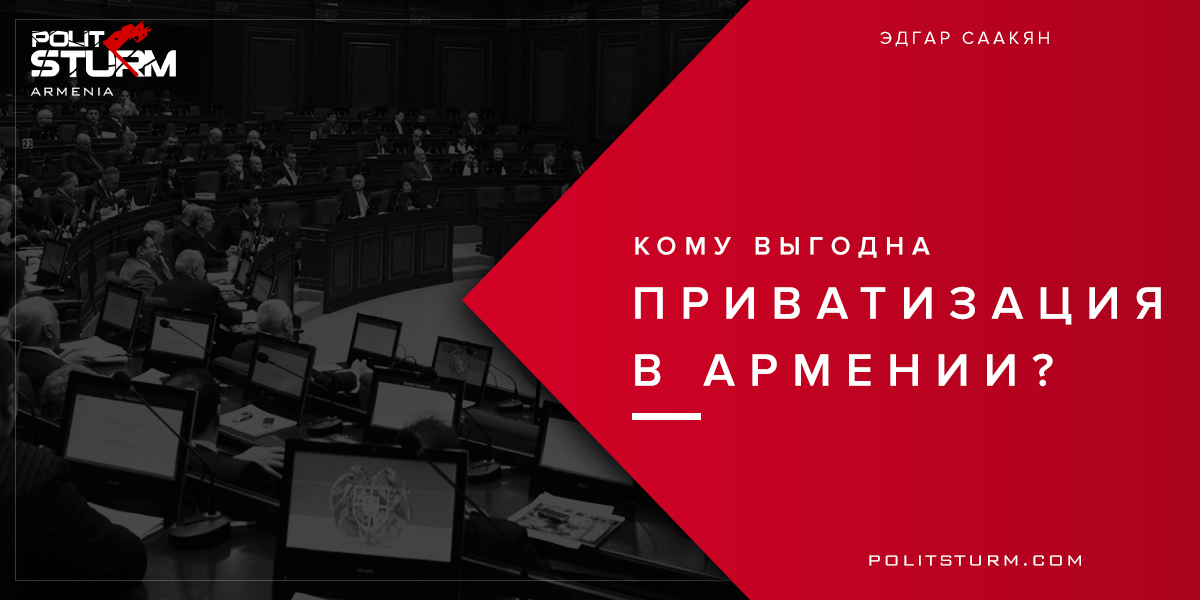 POLIT
STURM
ARMENIA
ЭДГАР СААКЯН
КОМУ ВЫГОДНА
ПРИВАТИЗАЦИЯ
В АРМЕНИИ?
POLITSTURM.COM